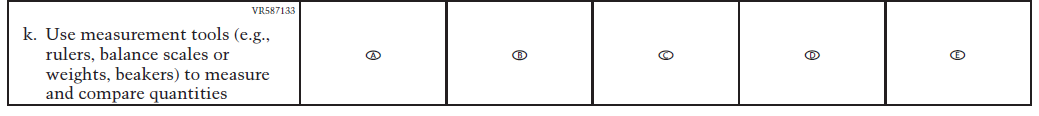 VR587133
k. Use measurement tools (e.g.,
rulers, balance scales or
weights, beakers) to measure
and compare quantities
A B C D E